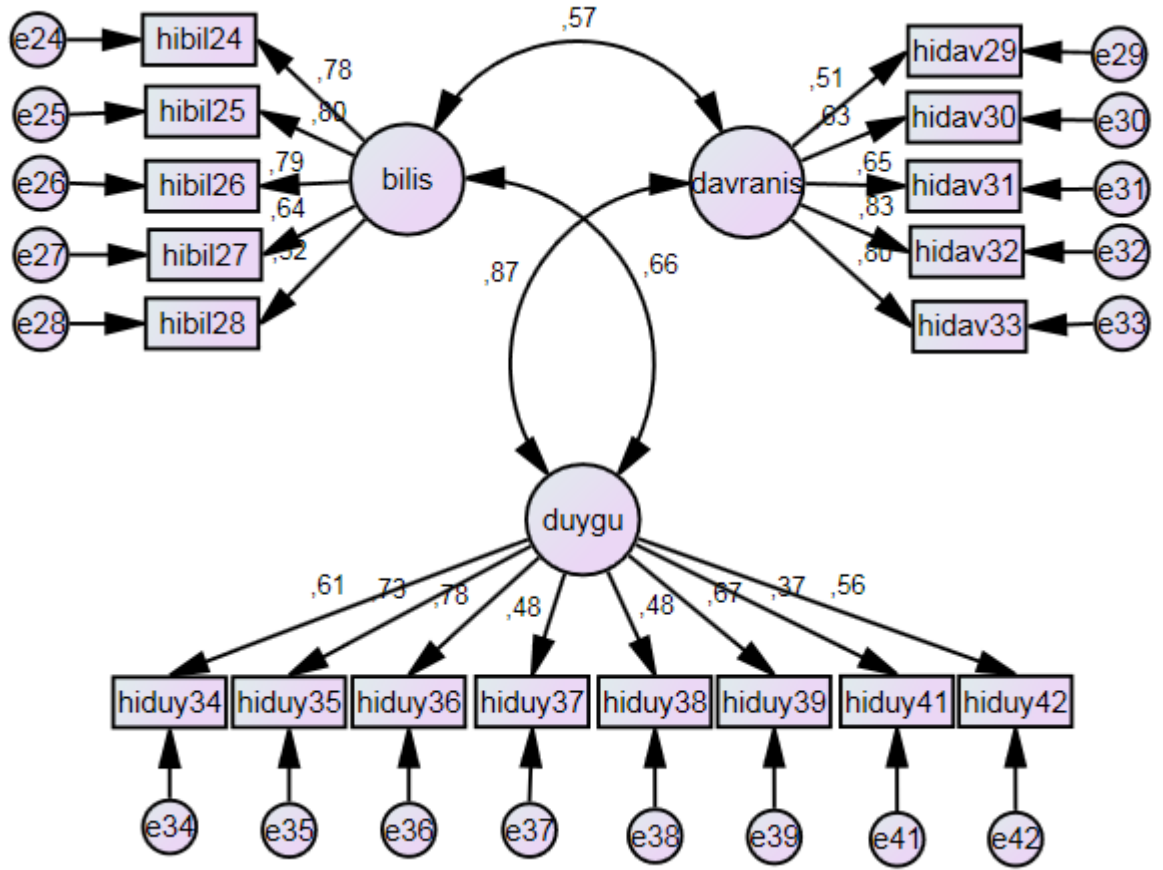 e24
hibil24
e25
hibil25
e26
hibil26
e27
hibil27
e28
hibil28
,78
,80
,79
,64
bilis
,57
davranis
,51
,63
,65
,83
hidav29
e29
hidav30
e30
hidav31
e31
hidav32
e32
hidav33
e33
,87
,66
duygu
,61
,73
,78
,48
,48
,67
,37
,56
hiduy34
hiduy35
hiduy36
hiduy37
hiduy38
hiduy39
hiduy41
hiduy42
e34
e35
e36
e37
e38
e39
e41
e42